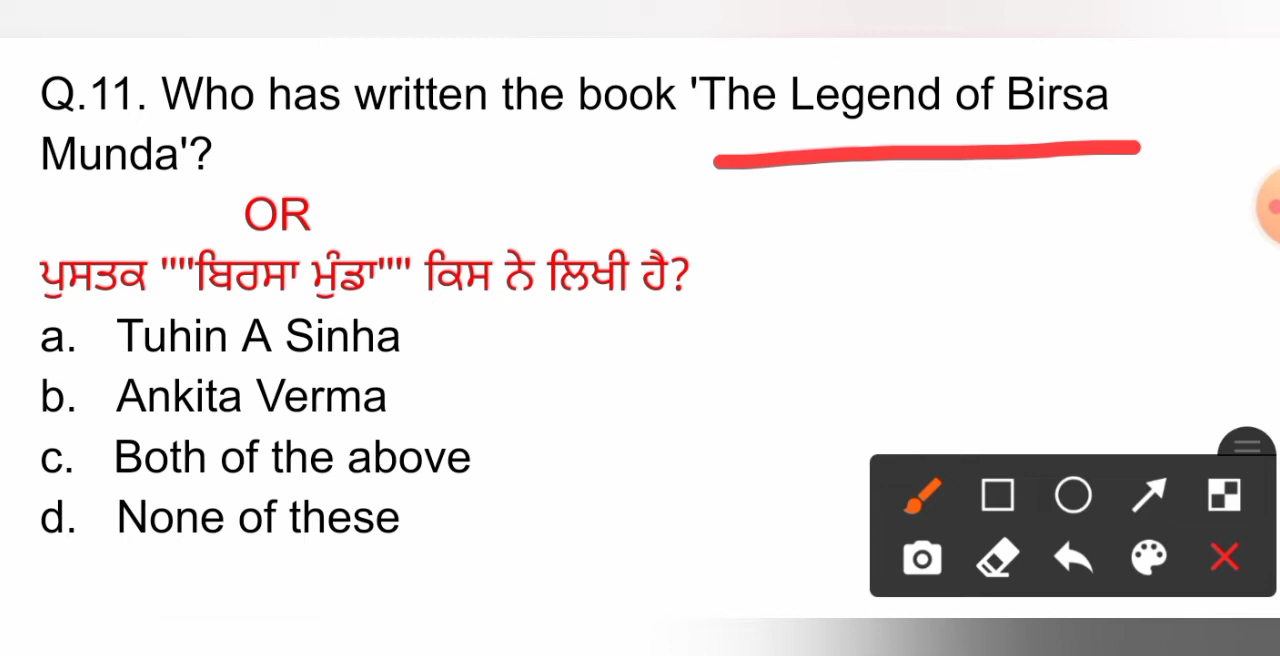 Q.11. Who has written the book 'The Legend of Birsa
Munda'?
OR
ਪੁਸਤਕ ""ਬਿਰਸਾ ਮੁੰਡਾ"" ਕਿਸ ਨੇ ਲਿਖੀ ਹੈ?
a. Tuhin A Sinha
b. Ankita Verma
c. Both of the above
d. None of these